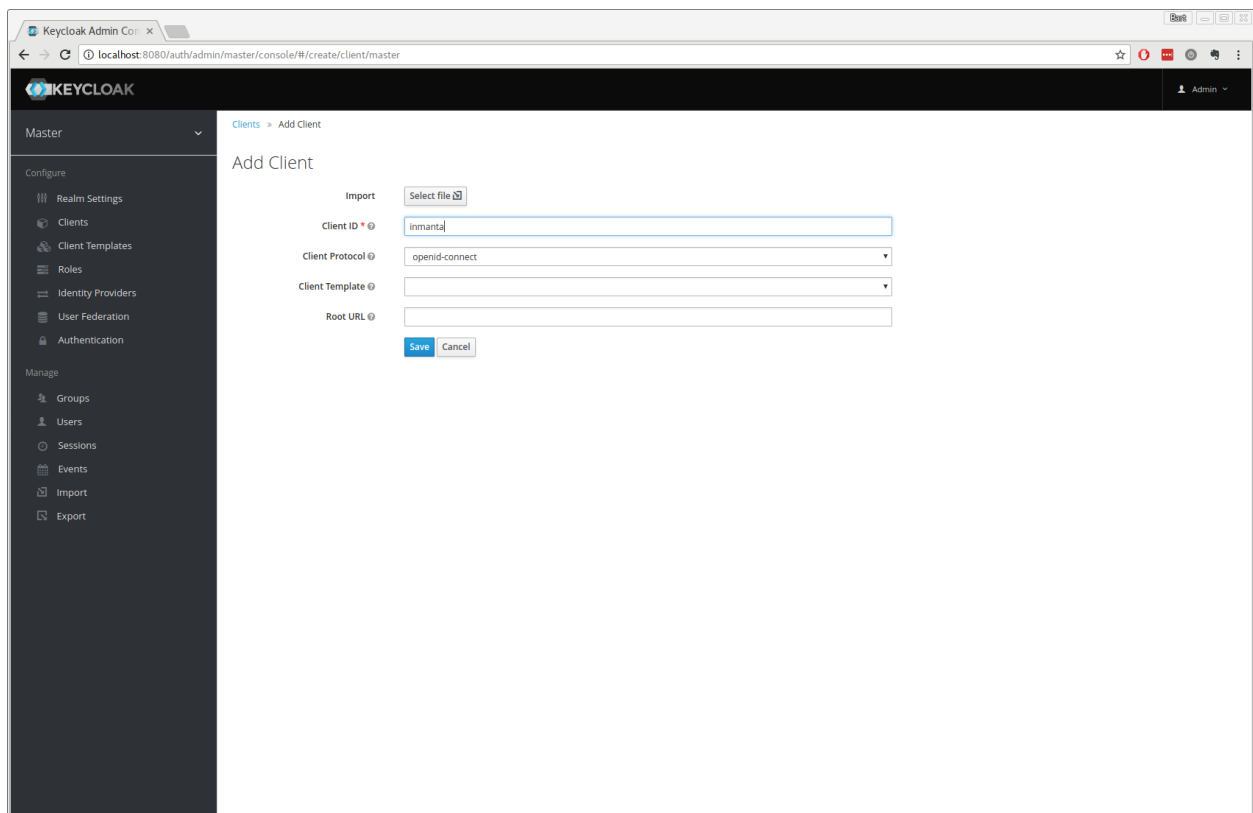 Keycloak Admin Con
Bart
localhost:8080/auth/admin/master/console/#/create/client/master
KEYCLOAK
Admin
Master
Configure
Realm Settings
Clients
Client Templates
Roles
Identity Providers
User Federation
Authentication
Manage
Groups
Users
Sessions
Events
Import
Export
Clients » Add Client
Add Client
Import Select file
Client ID * inmanta
Client Protocol openid-connect
Client Template
Root URL
Save Cancel